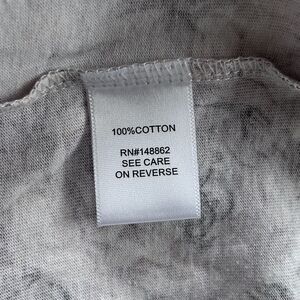 100%COTTON
RN#148862
SEE CARE
ON REVERSE